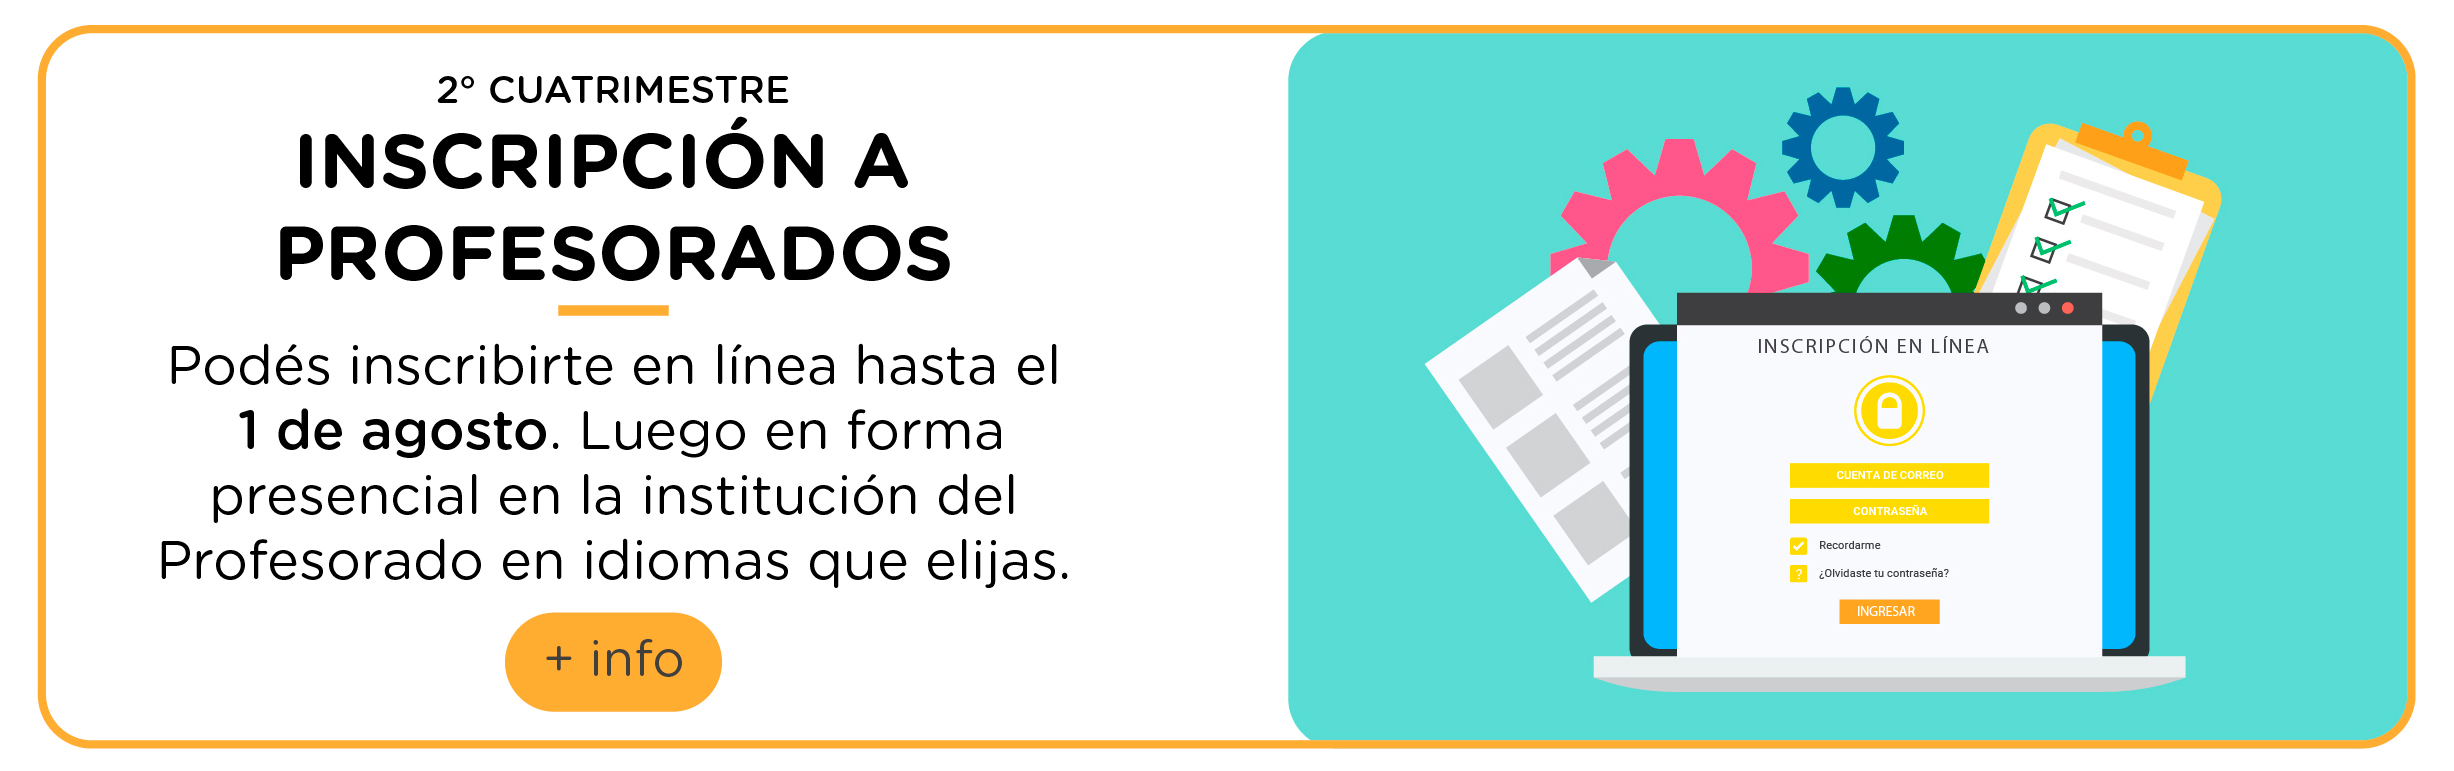 2° CUATRIMESTRE
INSCRIPCIÓN A
PROFESORADOS
Podés inscribirte en línea hasta el
1 de agosto. Luego en forma
presencial en la institución del
Profesorado en idiomas que elijas.
+ info
INSCRIPCIÓN EN LÍNEA
CUENTA DE CORREO
CONTRASEÑA
Recordarme
? ¿Olvidaste tu contraseña?
INGRESAR